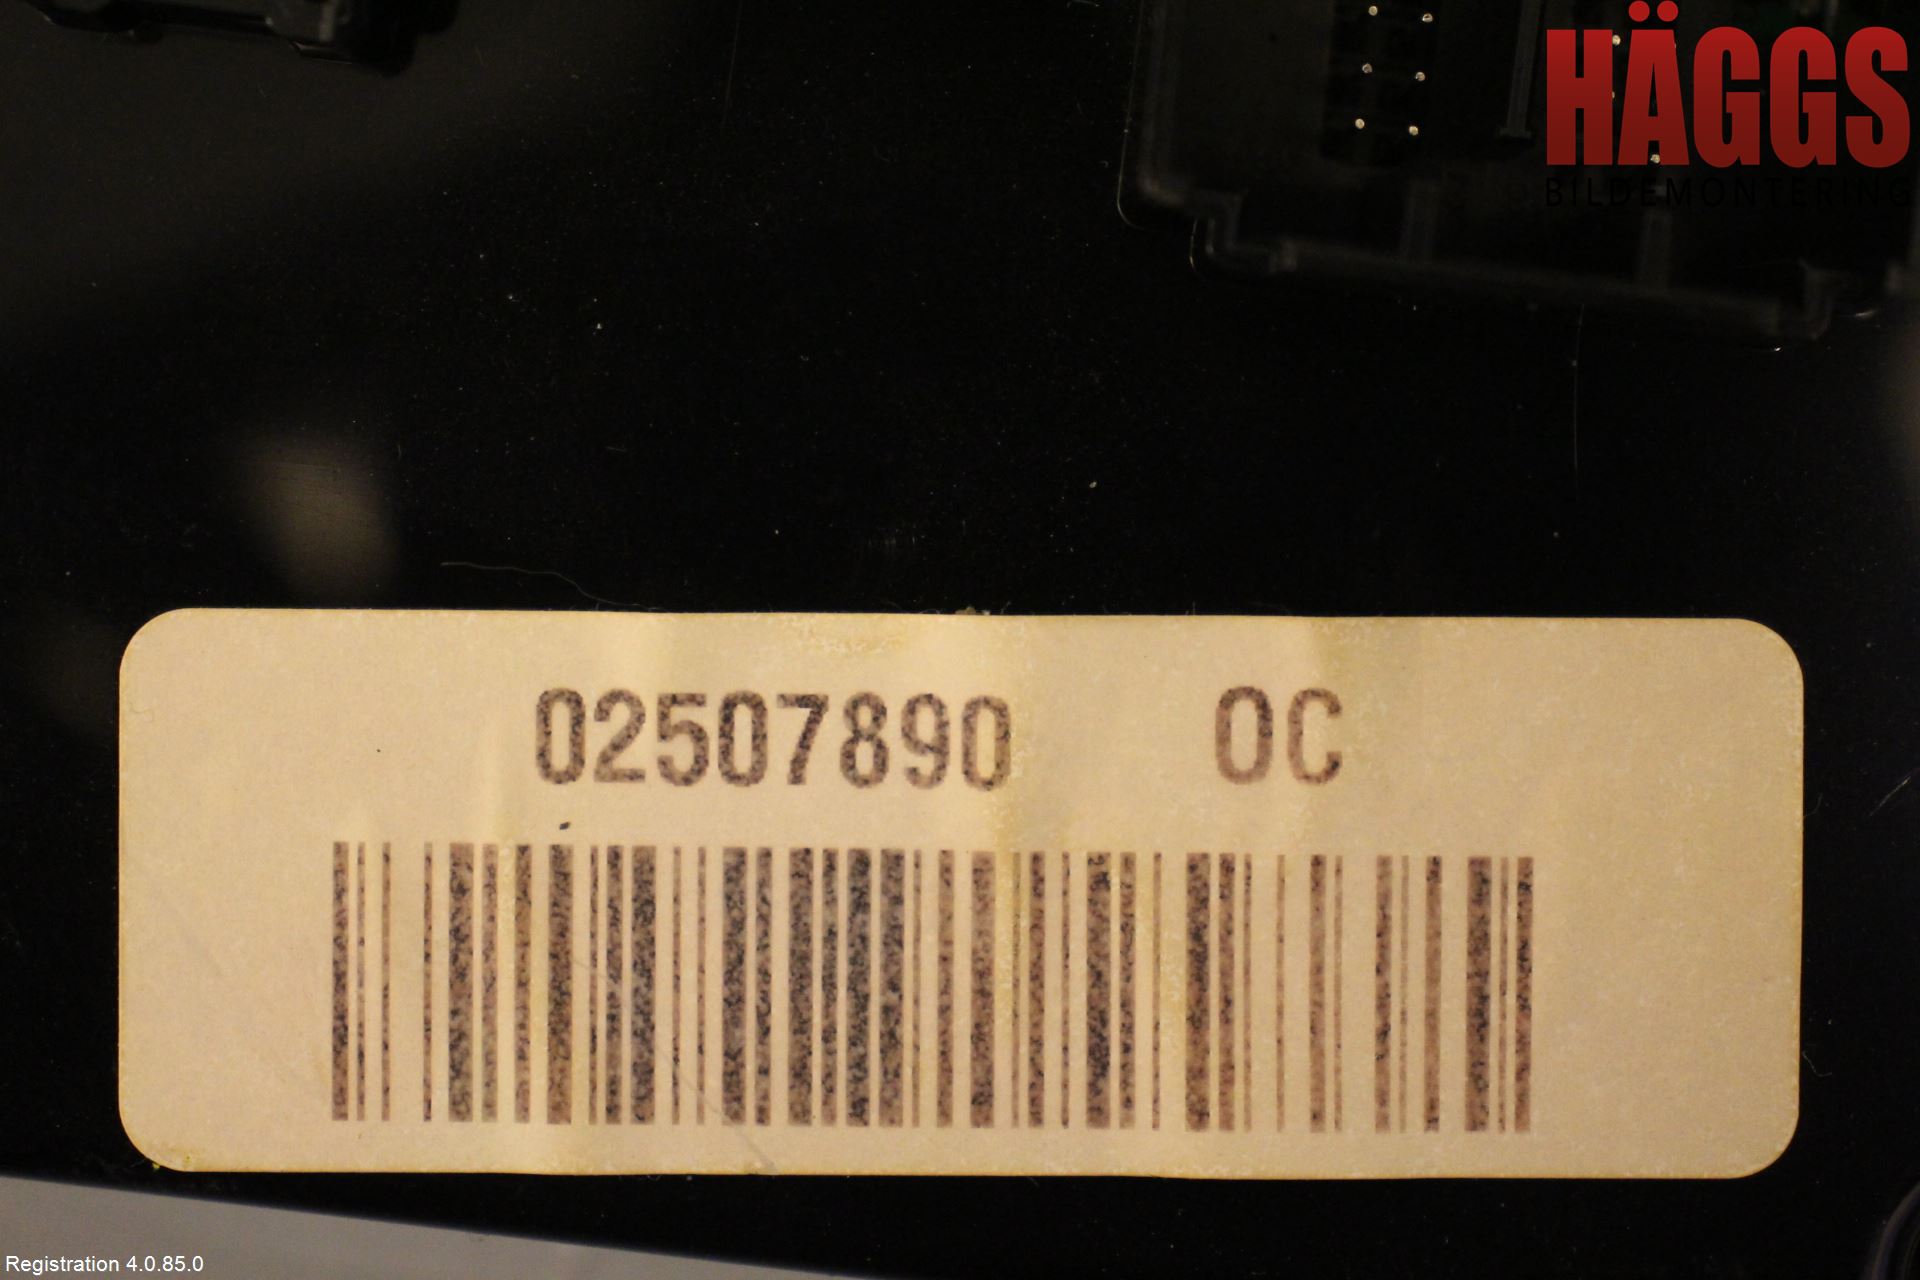 HÄGGS
BILDEMONTERING
02507890 0C
Registration 4.0.85.0